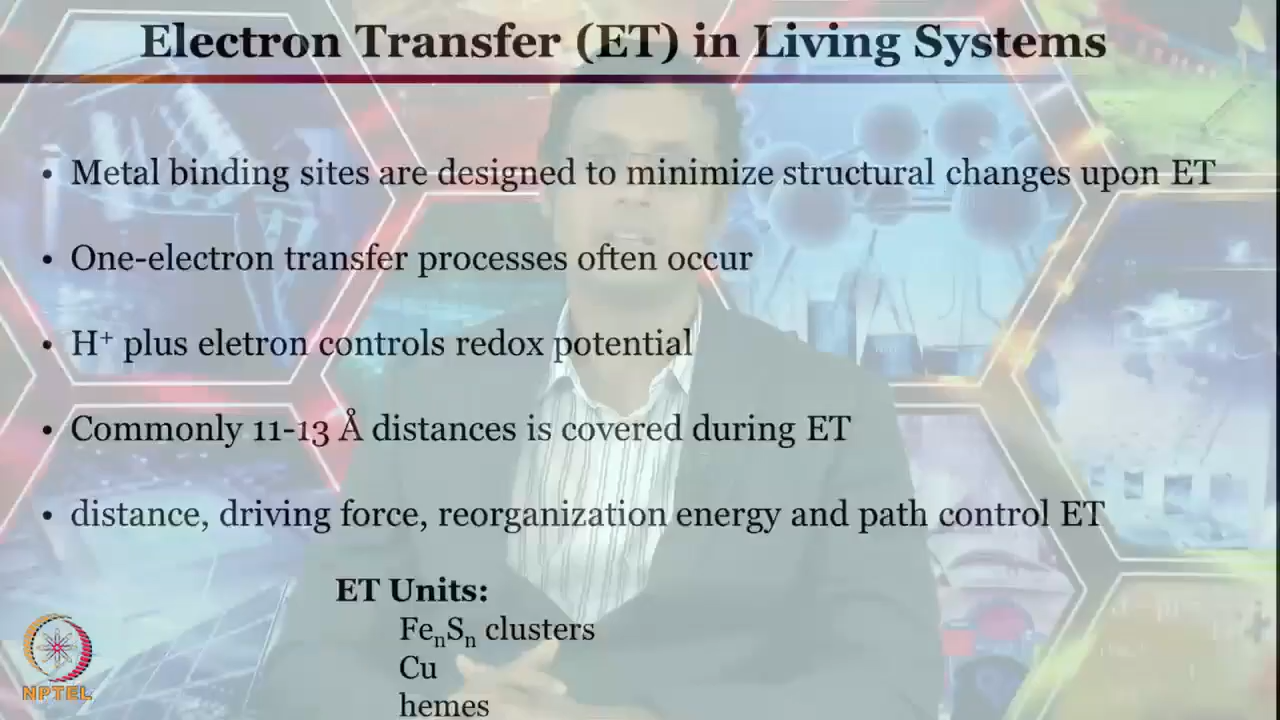 Electron Transfer (ET) in Living Systems
• Metal binding sites are designed to minimize structural changes upon ET
• One-electron transfer processes often occur
• H⁺ plus eletron controls redox potential
• Commonly 11-13 Å distances is covered during ET
• distance, driving force, reorganization energy and path control ET
ET Units:
FeₙSₙ clusters
Cu
hemes
NPTEL